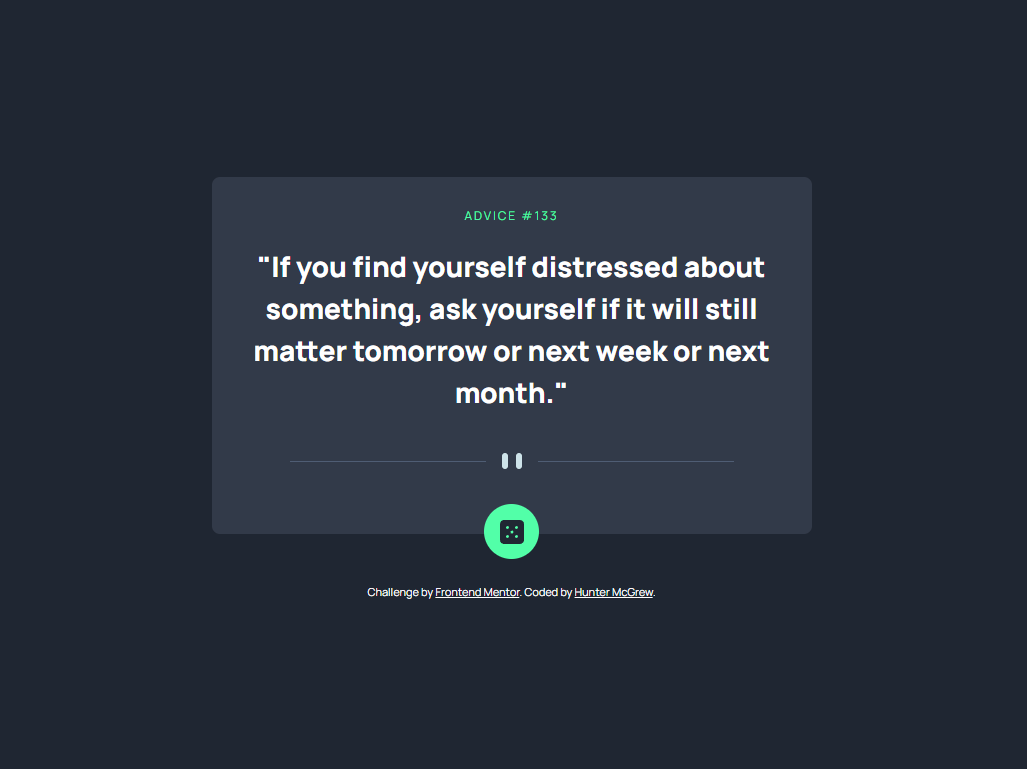 ADVICE #133
"If you find yourself distressed about
something, ask yourself if it will still
matter tomorrow or next week or next
month."
Challenge by Frontend Mentor. Coded by Hunter McGrew.